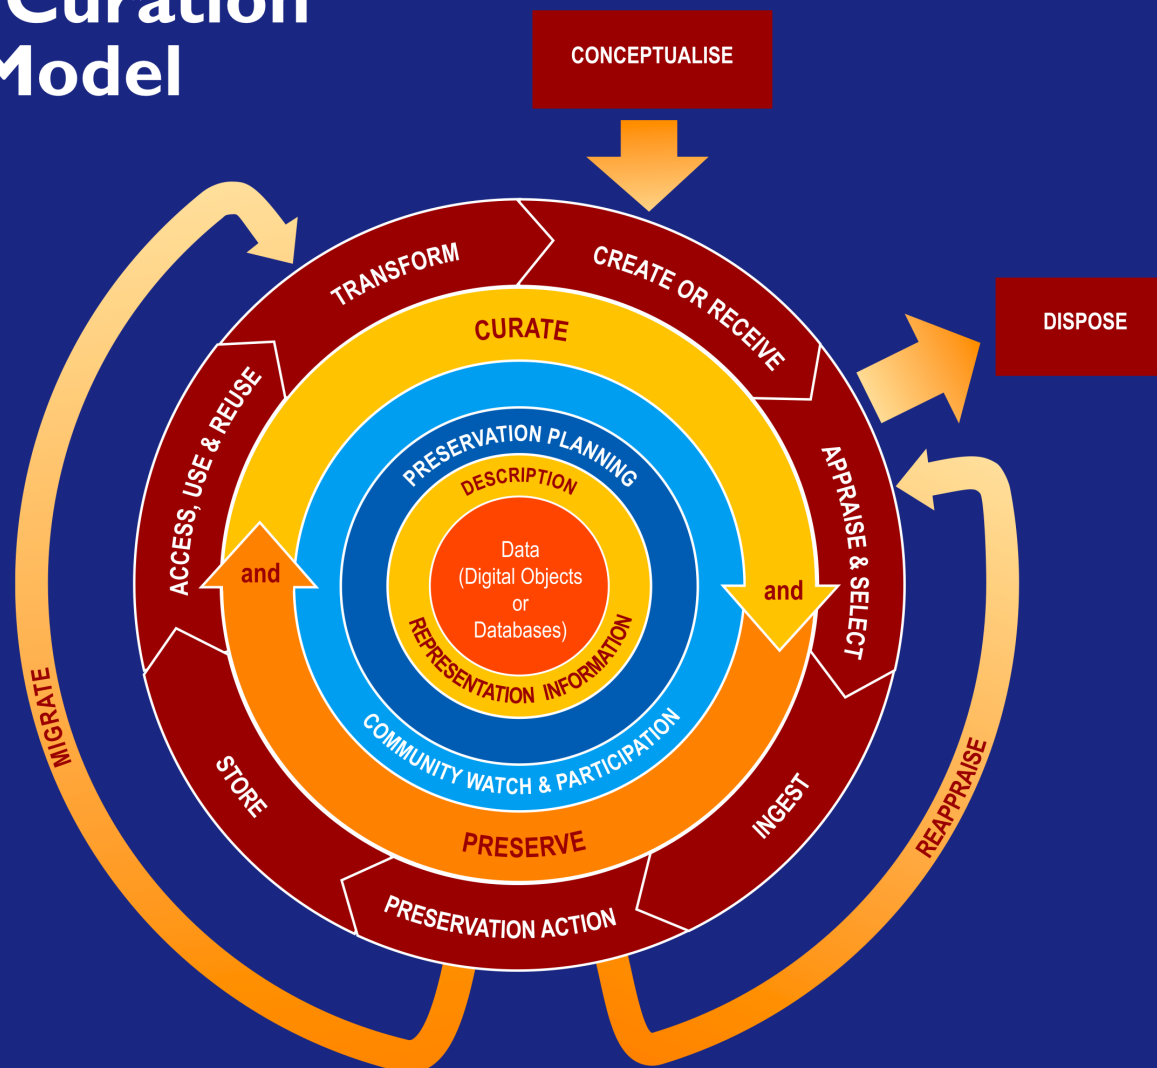 Curation
Model
CONCEPTUALISE
DISPOSE
TRANSFORM
CREATE OR RECEIVE
APPRAISE & SELECT
INGEST
PRESERVATION ACTION
STORE
ACCESS, USE & REUSE
CURATE
and
PRESERVE
and
COMMUNITY WATCH & PARTICIPATION
PRESERVATION PLANNING
DESCRIPTION
REPRESENTATION INFORMATION
Data
(Digital Objects
or
Databases)
MIGRATE
REAPPRAISE